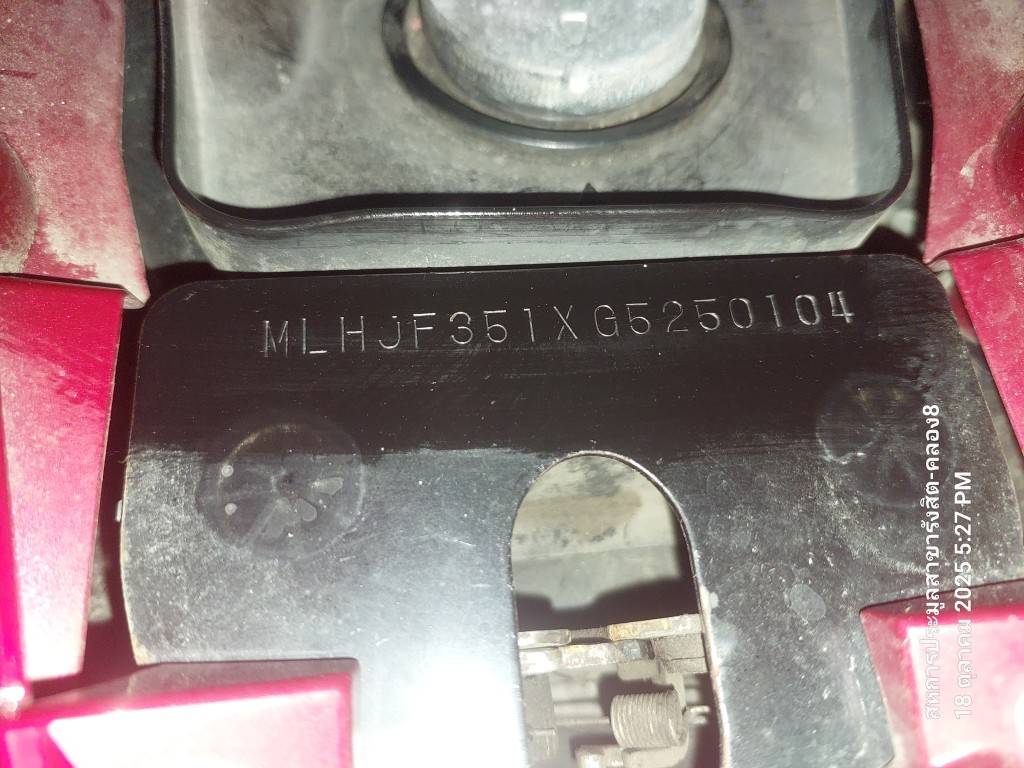 MLHJF351XG5250104
สหการประมูลสาขารังสิต-คลอง8
18 ตุลาคม 2025 5:27 PM